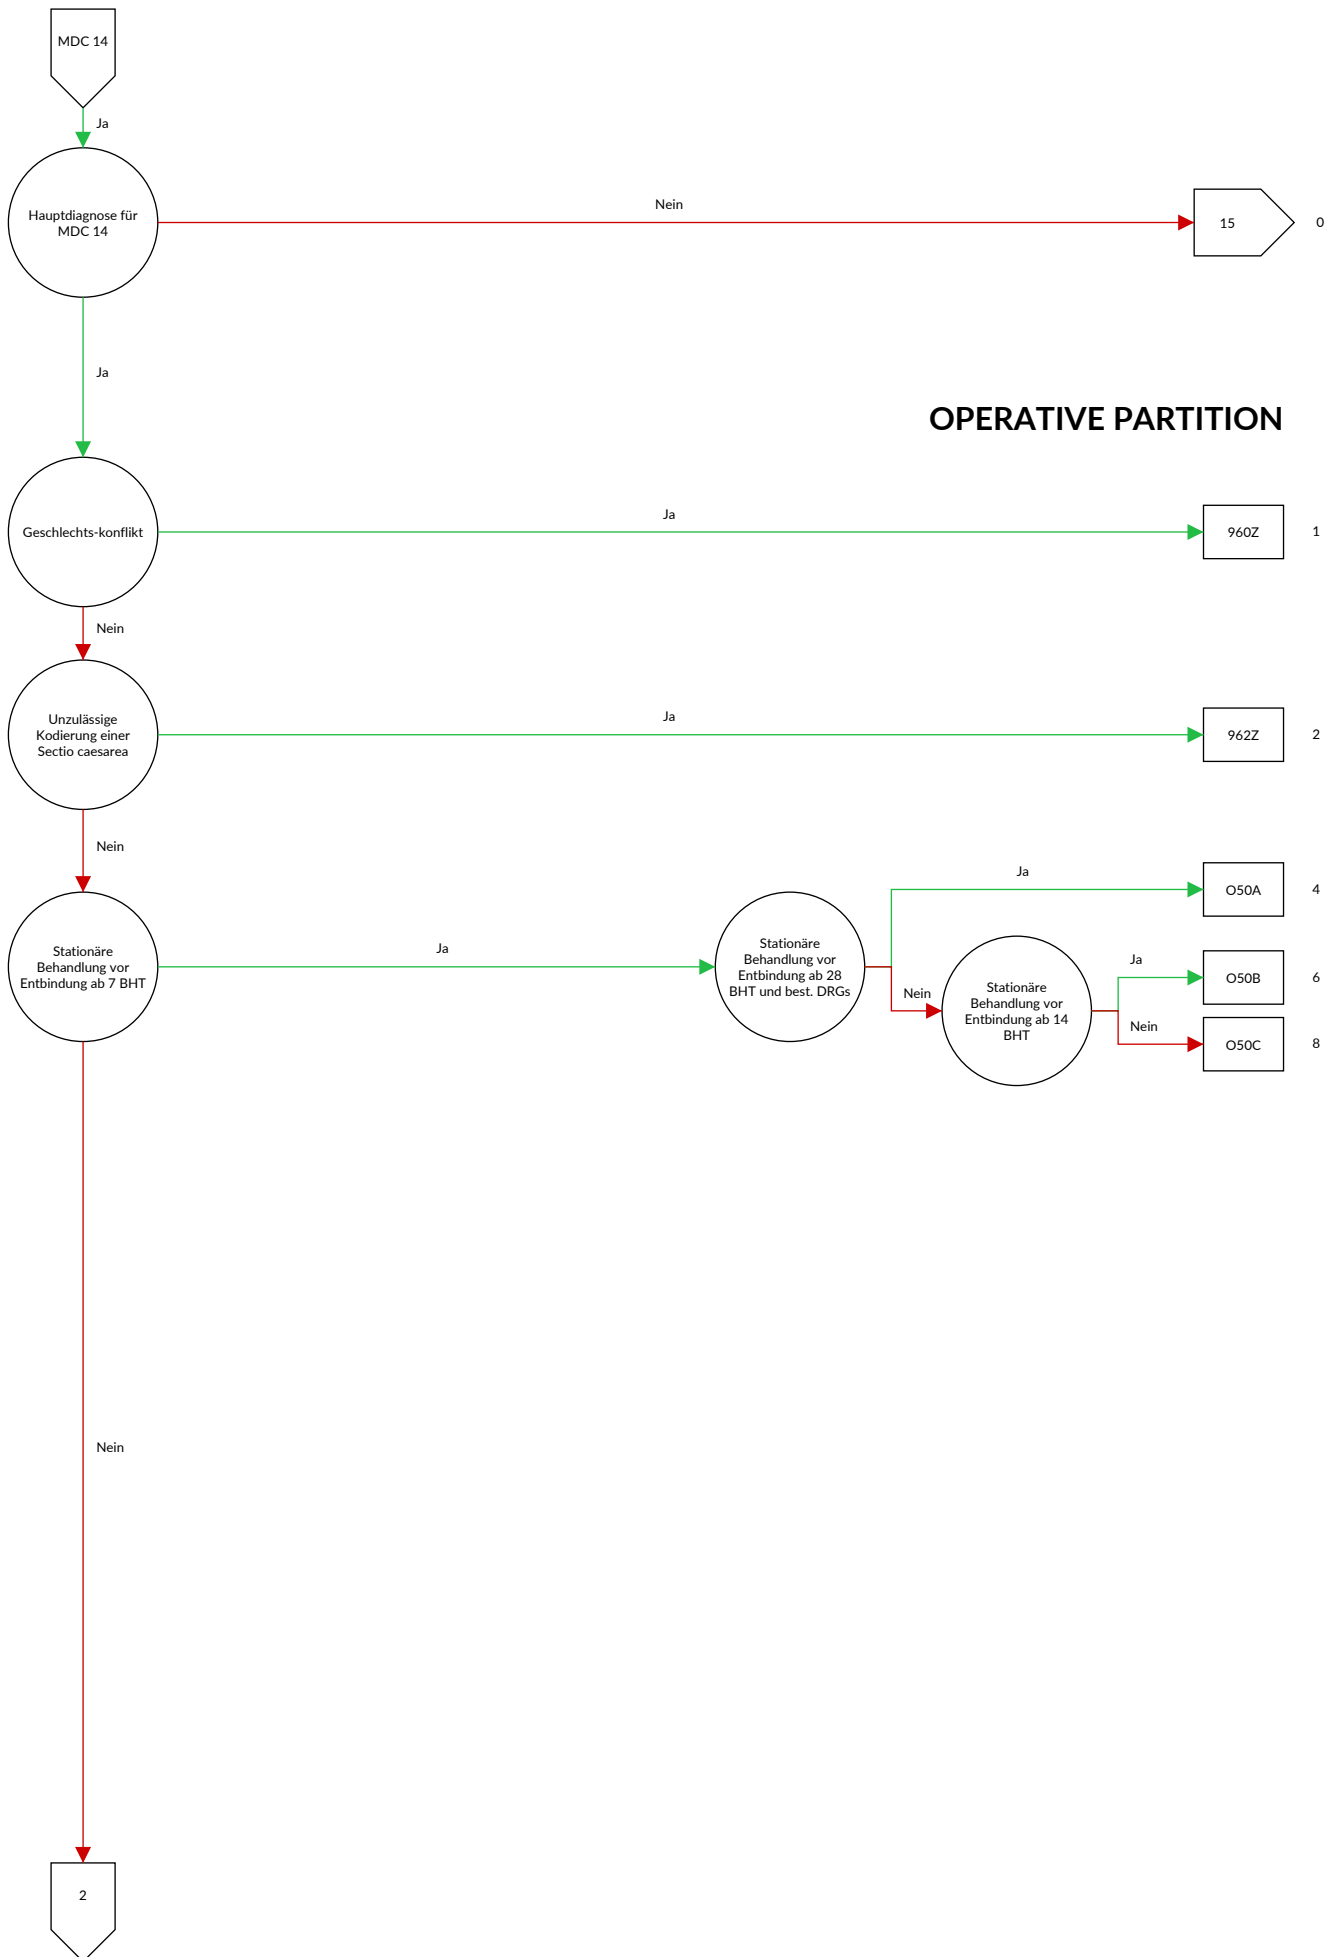 MDC 14
Ja
Hauptdiagnose für
MDC 14
Nein
15
0
Ja
OPERATIVE PARTITION
Geschlechts-konflikt
Ja
960Z
1
Nein
Unzulässige
Kodierung einer
Sectio caesarea
Ja
962Z
2
Nein
Stationäre
Behandlung vor
Entbindung ab 7 BHT
Ja
Stationäre
Behandlung vor
Entbindung ab 28
BHT und best. DRGs
Ja
O50A
4
Nein
Stationäre
Behandlung vor
Entbindung ab 14
BHT
Ja
O50B
6
Nein
O50C
8
Nein
2